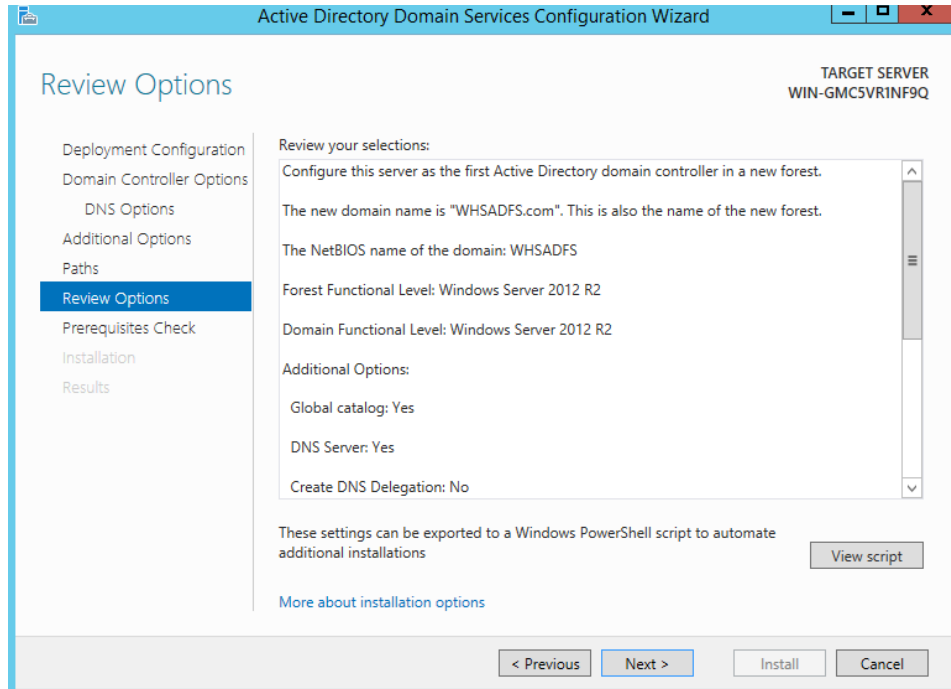 Active Directory Domain Services Configuration Wizard
Review Options
TARGET SERVER
WIN-GMC5VR1NF9Q
Deployment Configuration
Domain Controller Options
DNS Options
Additional Options
Paths
Review Options
Prerequisites Check
Installation
Results
Review your selections:
Configure this server as the first Active Directory domain controller in a new forest.
The new domain name is "WHSADFS.com". This is also the name of the new forest.
The NetBIOS name of the domain: WHSADFS
Forest Functional Level: Windows Server 2012 R2
Domain Functional Level: Windows Server 2012 R2
Additional Options:
Global catalog: Yes
DNS Server: Yes
Create DNS Delegation: No
These settings can be exported to a Windows PowerShell script to automate
additional installations
View script
More about installation options
< Previous
Next >
Install
Cancel